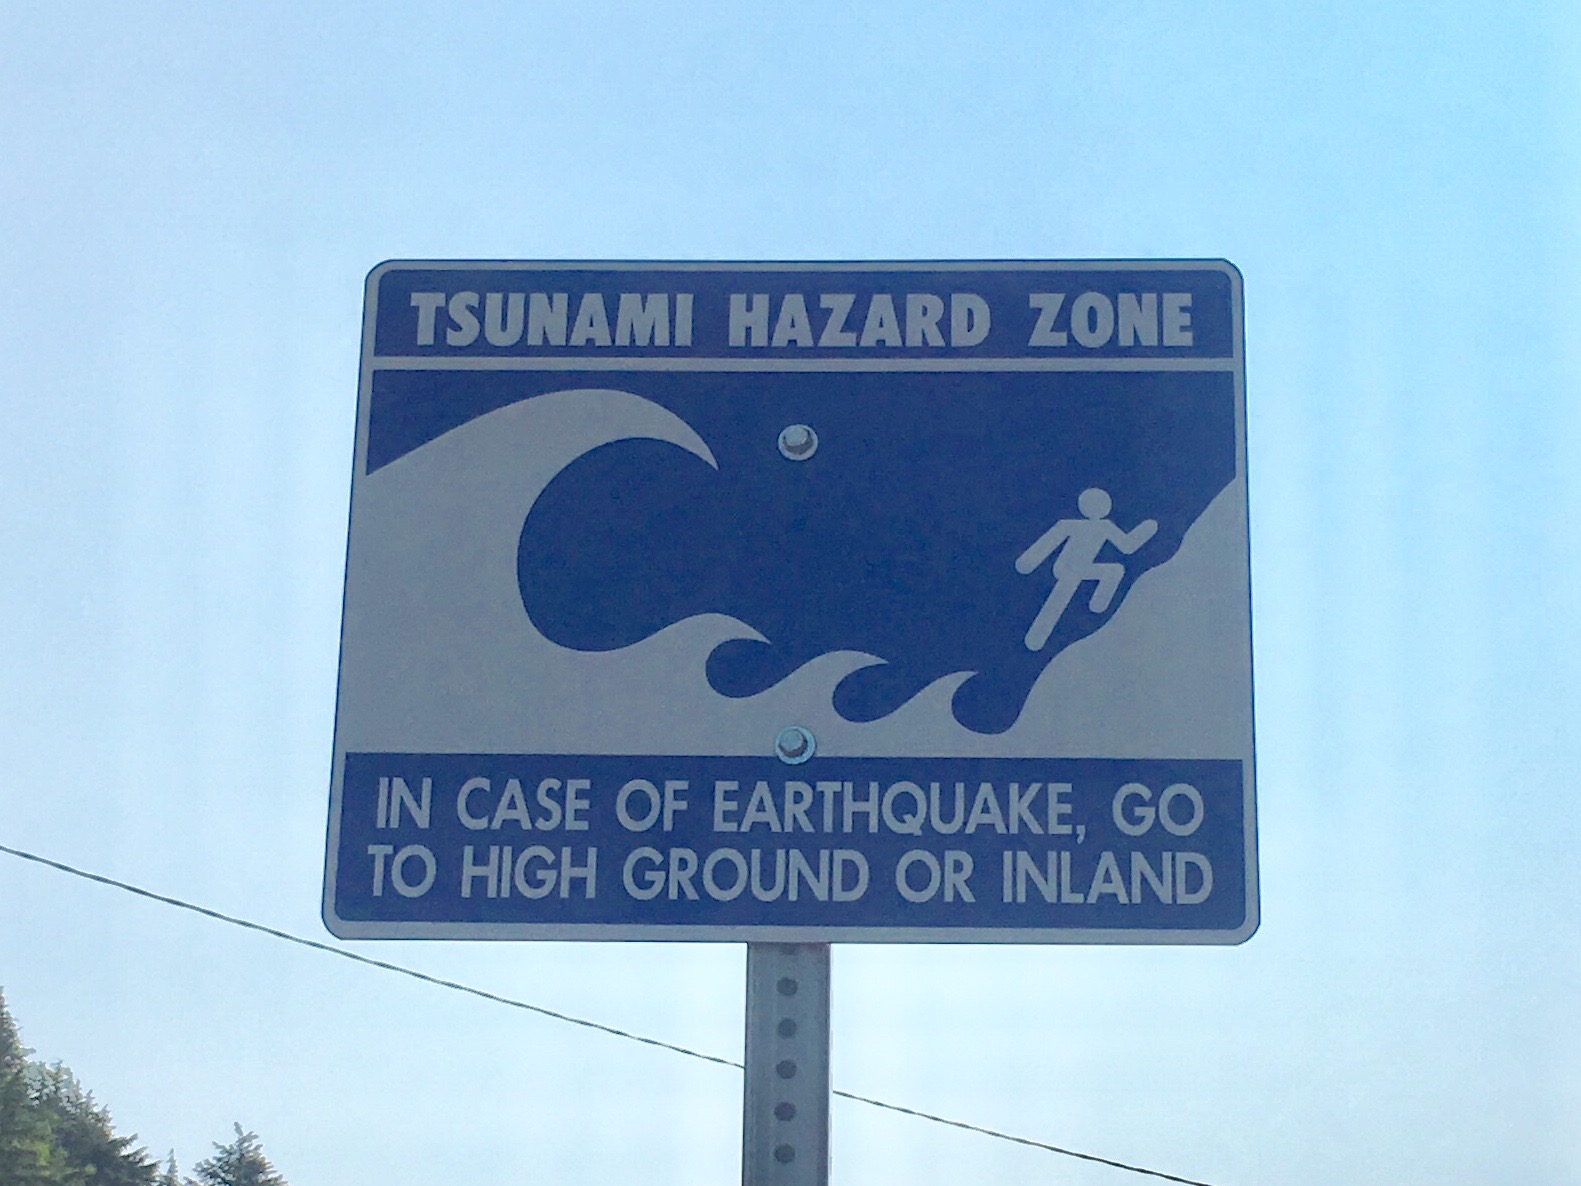 TSUNAMI HAZARD ZONE
IN CASE OF EARTHQUAKE, GO
TO HIGH GROUND OR INLAND